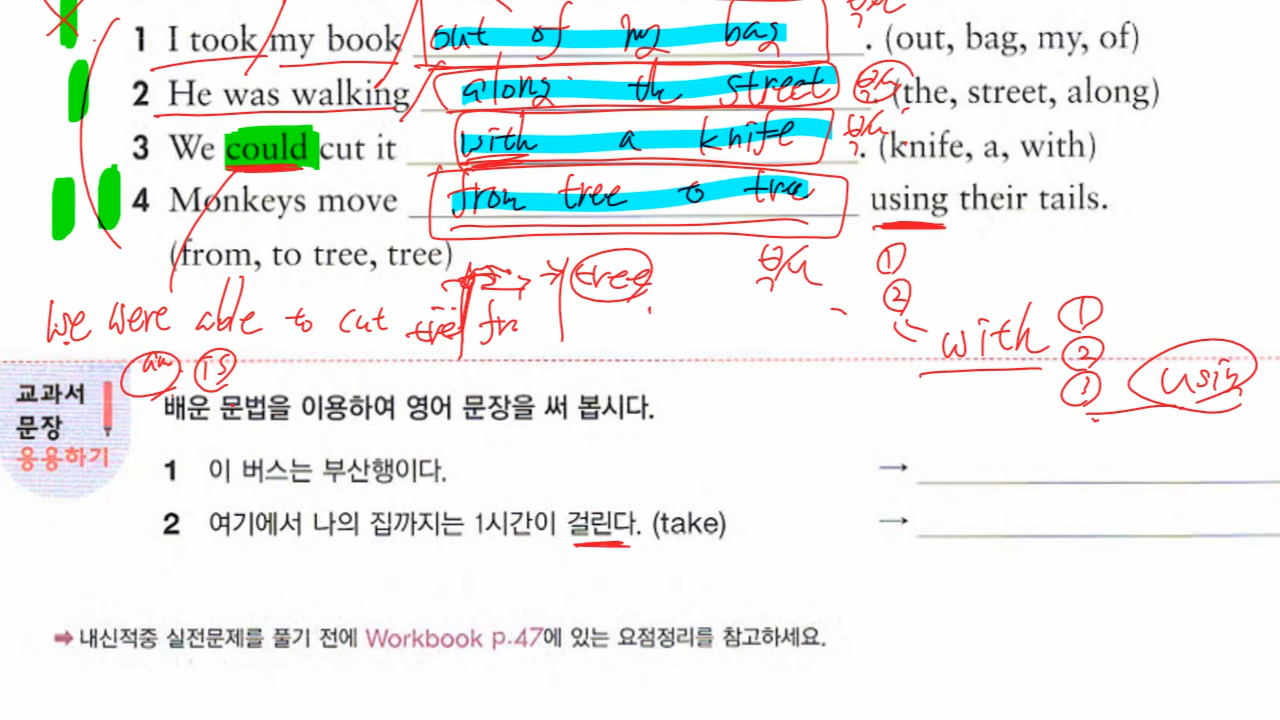 1 I took my book out of my bag. (out, bag, my, of)
2 He was walking along the street. (the, street, along)
3 We could cut it with a knife. (knife, a, with)
4 Monkeys move from tree to tree using their tails.
(from, to tree, tree)
tree
① ②
we were able to cut
with ① ② ③ using
am is
교과서
문장
응용하기
배운 문법을 이용하여 영어 문장을 써 봅시다.
1 이 버스는 부산행이다. →
2 여기에서 나의 집까지는 1시간이 걸린다. (take) →
➡ 내신적중 실전문제를 풀기 전에 Workbook p.47에 있는 요점정리를 참고하세요.